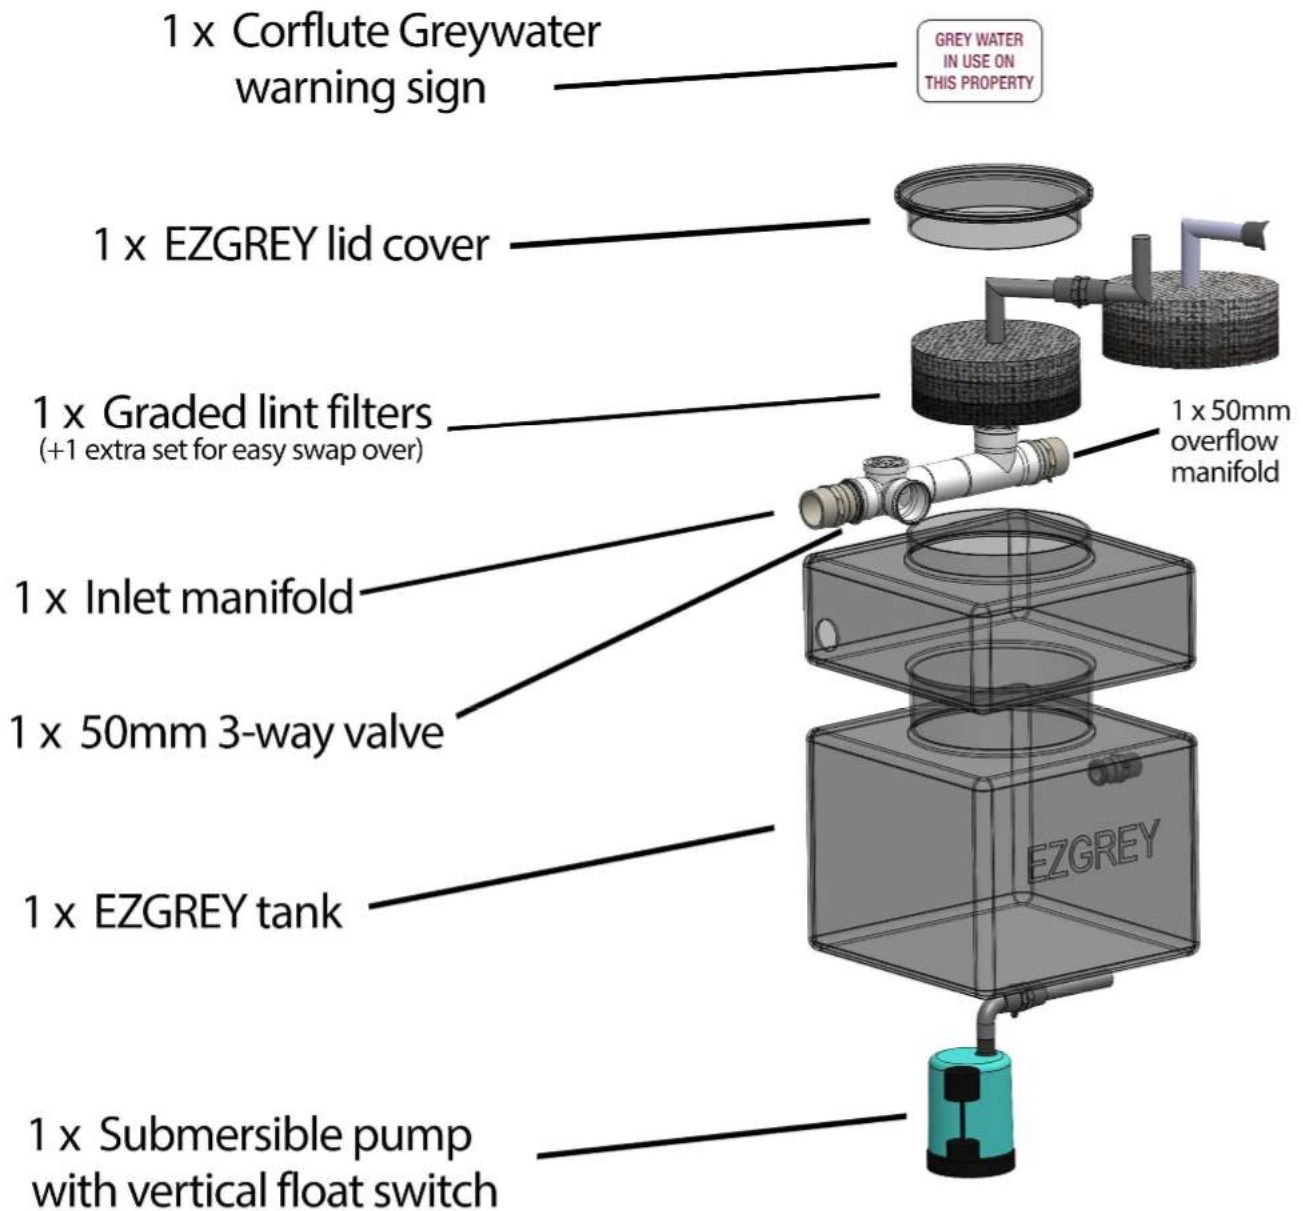 1 x Corflute Greywater
warning sign
GREY WATER
IN USE ON
THIS PROPERTY
1 x EZGREY lid cover
1 x Graded lint filters
(+1 extra set for easy swap over)
1 x 50mm
overflow
manifold
1 x Inlet manifold
1 x 50mm 3-way valve
EZGREY
1 x EZGREY tank
1 x Submersible pump
with vertical float switch